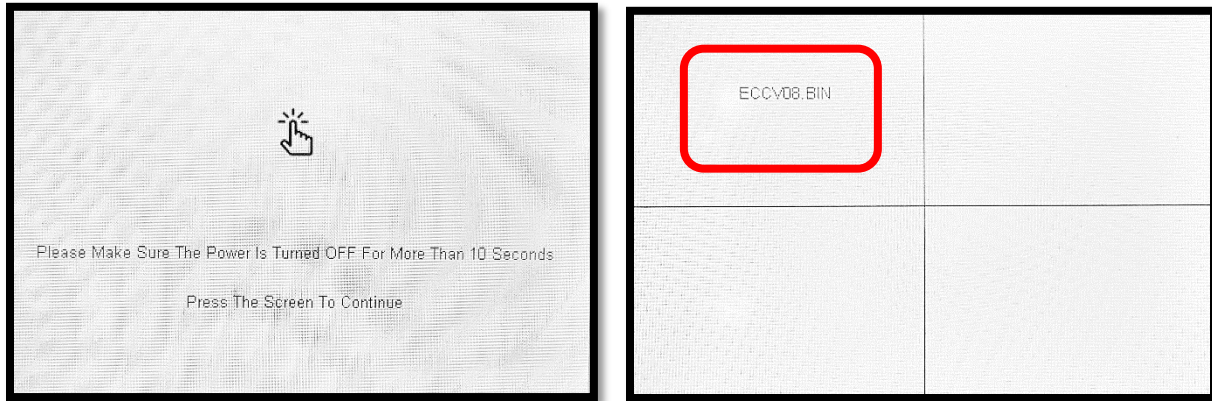 Please Make Sure The Power Is Turned OFF For More Than 10 Seconds
Press The Screen To Continue
ECCV08.BIN